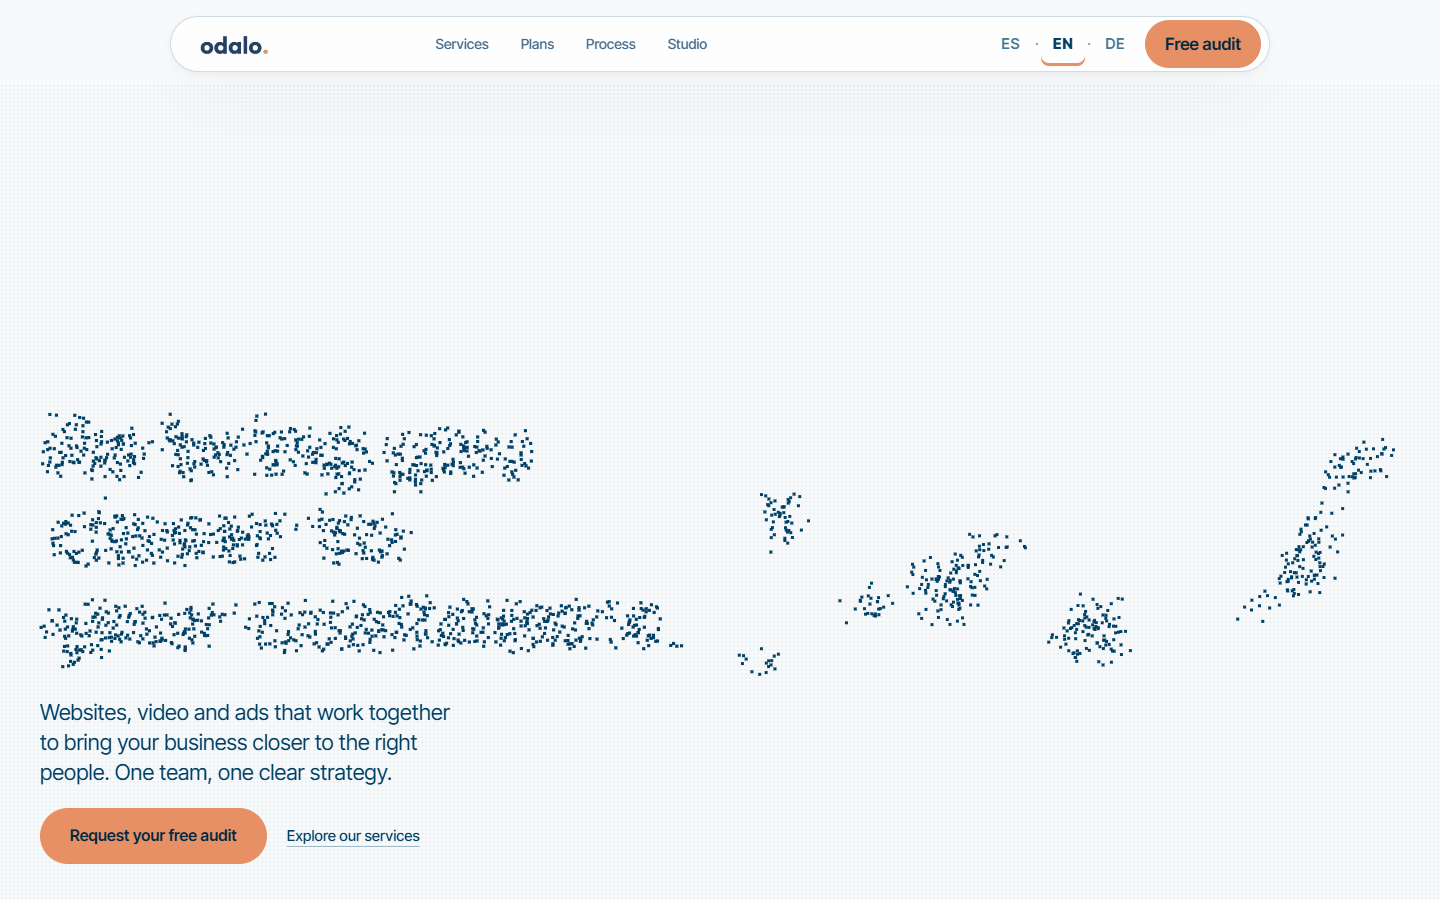 odalo.
Services
Plans
Process
Studio
ES · EN · DE
Free audit
Websites, video and ads that work together
to bring your business closer to the right
people. One team, one clear strategy.
Request your free audit
Explore our services